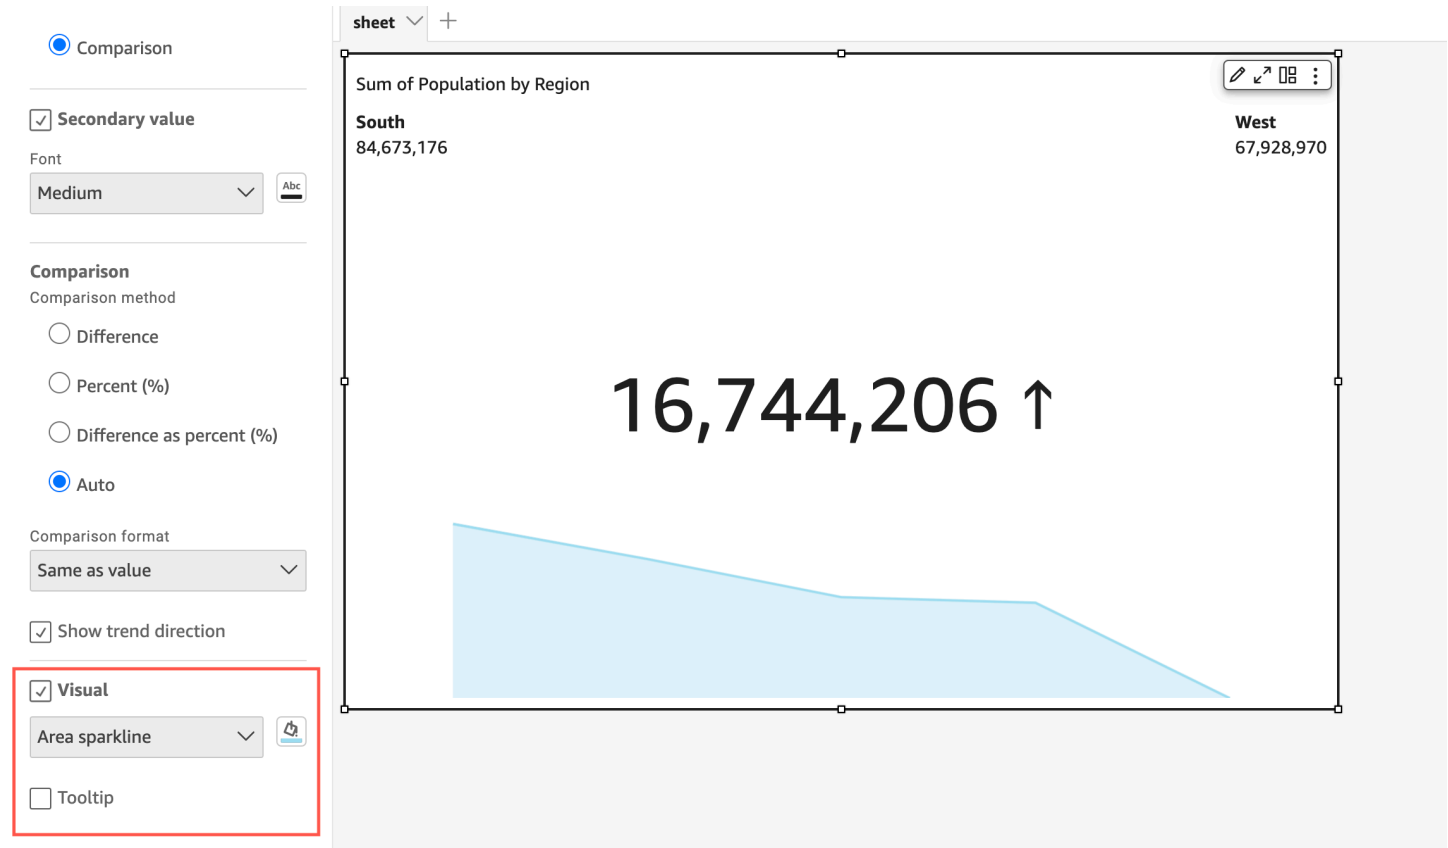 Comparison
Secondary value
Font
Medium
Abc
Comparison
Comparison method
Difference
Percent (%)
Difference as percent (%)
Auto
Comparison format
Same as value
Show trend direction
Visual
Area sparkline
Tooltip
sheet
Sum of Population by Region
South
84,673,176
West
67,928,970
16,744,206 ↑